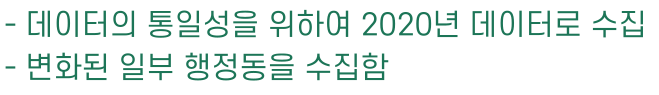 - 데이터의 통일성을 위하여 2020년 데이터로 수집
- 변화된 일부 행정동을 수집함